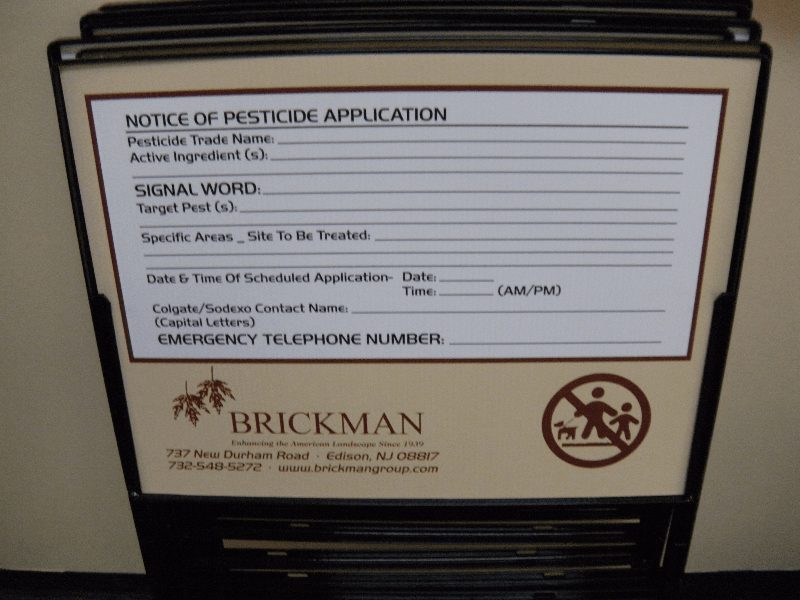 NOTICE OF PESTICIDE APPLICATION
Pesticide Trade Name:
Active Ingredient (s):
SIGNAL WORD:
Target Pest (s):
Specific Areas _ Site To Be Treated:
Date & Time Of Scheduled Application- Date:
Time: (AM/PM)
Colgate/Sodexo Contact Name:
(Capital Letters)
EMERGENCY TELEPHONE NUMBER:
BRICKMAN
Enhancing the American Landscape Since 1939
737 New Durham Road · Edison, NJ 08817
732-548-5272 · www.brickmangroup.com